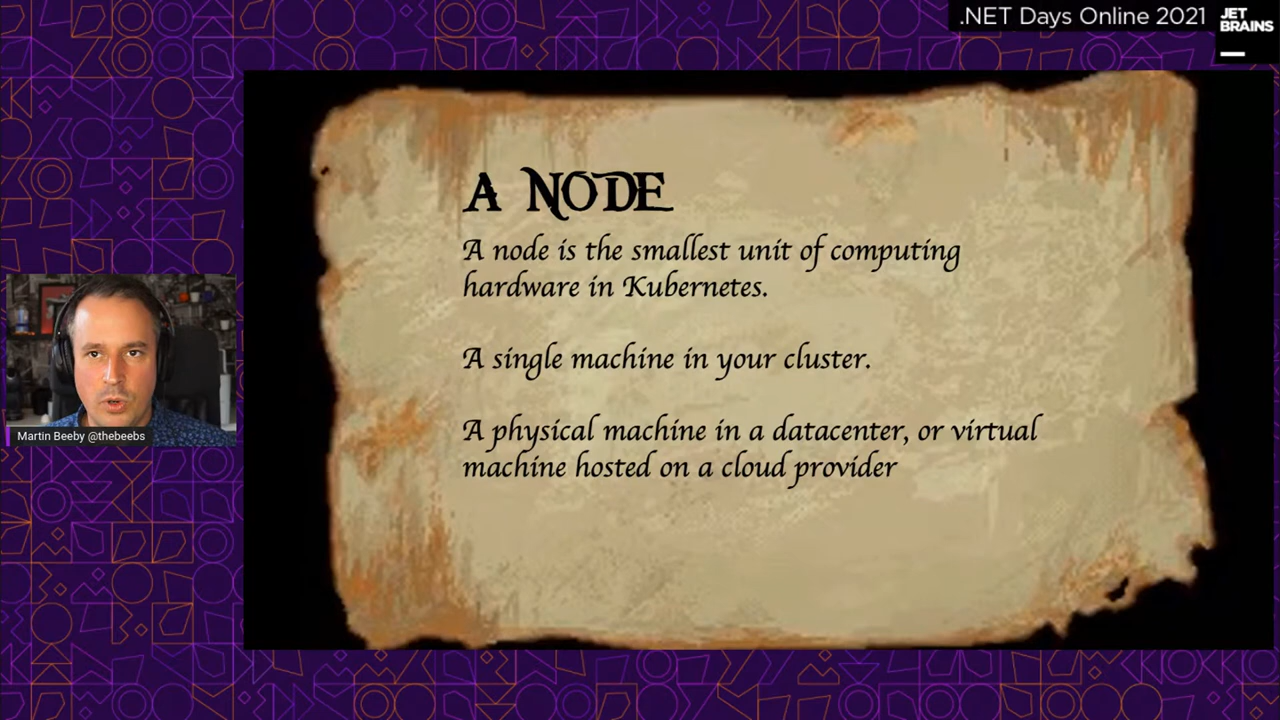 .NET Days Online 2021
JET
BRAINS
A NODE
A node is the smallest unit of computing
hardware in Kubernetes.
A single machine in your cluster.
A physical machine in a datacenter, or virtual
machine hosted on a cloud provider
Martin Beeby @thebeebs